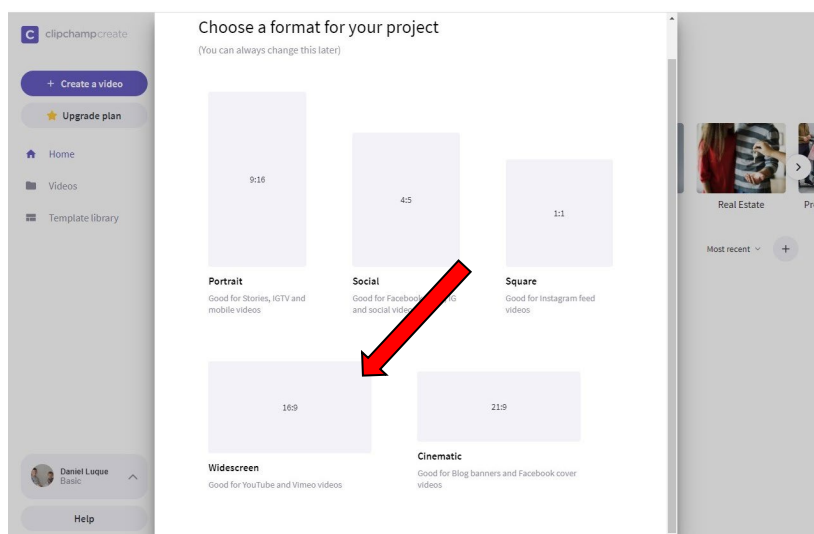 clipchampcreate
+ Create a video
Upgrade plan
Home
Videos
Template library
Daniel Luque
Basic
Help
Choose a format for your project
(You can always change this later)
9:16
Portrait
Good for Stories, IGTV and
mobile videos
4:5
Social
Good for Facebook IG
and social
1:1
Square
Good for Instagram feed
videos
16:9
Widescreen
Good for YouTube and Vimeo videos
21:9
Cinematic
Good for Blog banners and Facebook cover
videos
Real Estate
Most recent
+